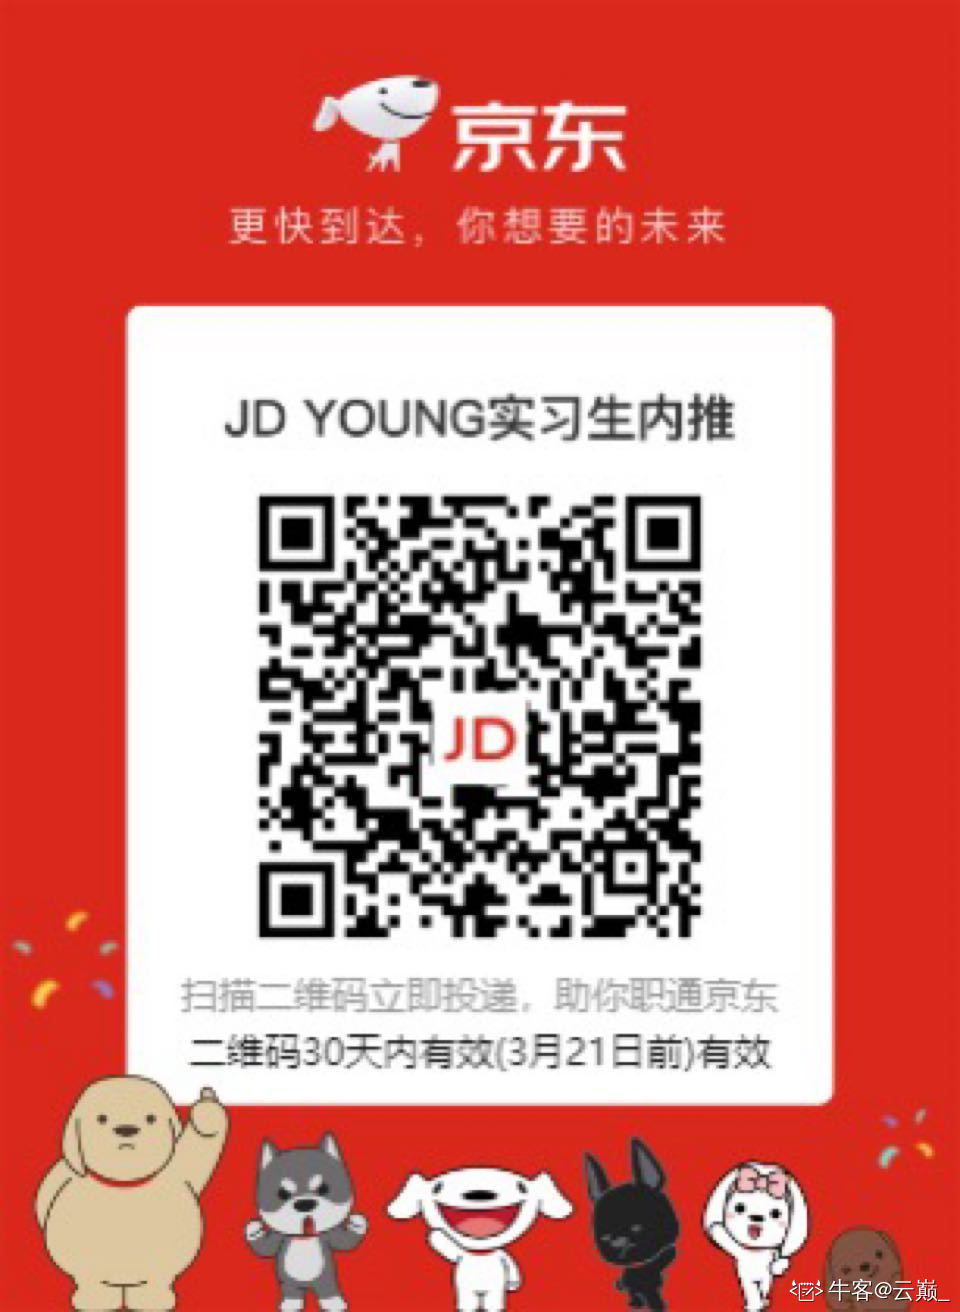 京东
更快到达，你想要的未来
JD YOUNG实习生内推
JD
扫描二维码立即投递，助你职通京东
二维码30天内有效(3月21日前)有效
牛客@云巅_